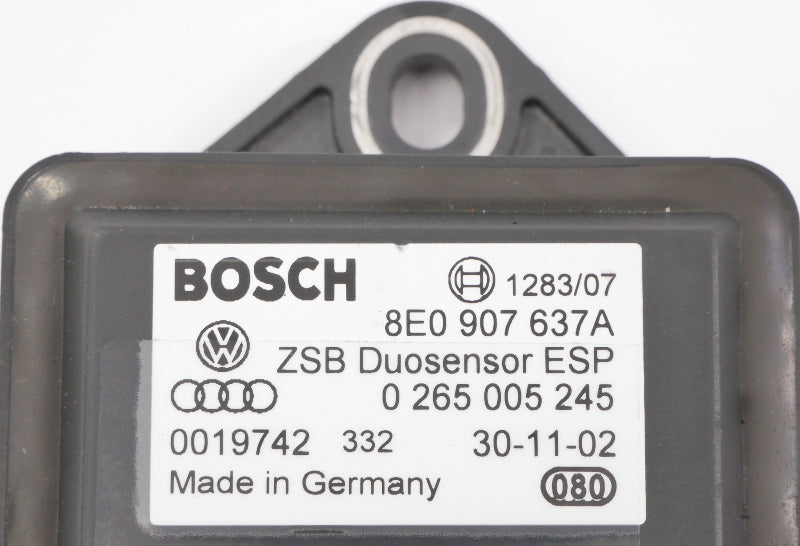 BOSCH 1283/07
8E0 907 637A
ZSB Duosensor ESP
0 265 005 245
0019742 332 30-11-02
Made in Germany 080